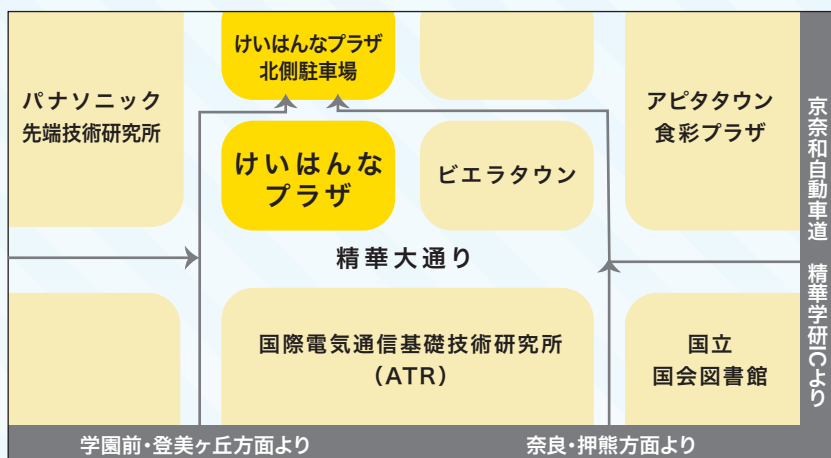 けいはんなプラザ
北側駐車場
パナソニック
先端技術研究所
アピタタウン
食彩プラザ
けいはんな
プラザ
ビエラタウン
京奈和自動車道 精華学研ICより
精華大通り
国際電気通信基礎技術研究所
(ATR)
国立
国会図書館
学園前・登美ヶ丘方面より
奈良・押熊方面より